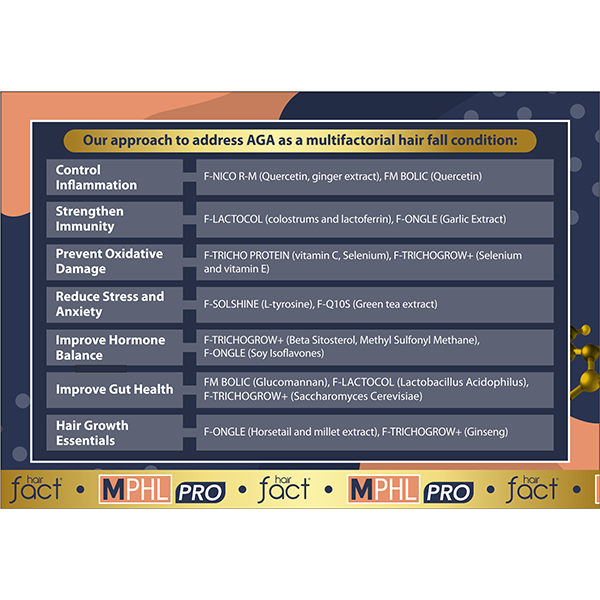 Our approach to address AGA as a multifactorial hair fall condition:
Control
Inflammation
F-NICO R-M (Quercetin, ginger extract), FM BOLIC (Quercetin)
Strengthen
Immunity
F-LACTOCOL (colostrums and lactoferrin), F-ONGLE (Garlic Extract)
Prevent Oxidative
Damage
F-TRICHO PROTEIN (vitamin C, Selenium), F-TRICHOGROW+ (Selenium
and vitamin E)
Reduce Stress and
Anxiety
F-SOLSHINE (L-tyrosine), F-Q10S (Green tea extract)
Improve Hormone
Balance
F-TRICHOGROW+ (Beta Sitosterol, Methyl Sulfonyl Methane),
F-ONGLE (Soy Isoflavones)
Improve Gut Health
FM BOLIC (Glucomannan), F-LACTOCOL (Lactobacillus Acidophilus),
F-TRICHOGROW+ (Saccharomyces Cerevisiae)
Hair Growth
Essentials
F-ONGLE (Horsetail and millet extract), F-TRICHOGROW+ (Ginseng)
hair fact® • MPHL PRO • hair fact® • MPHL PRO • hair fact® •